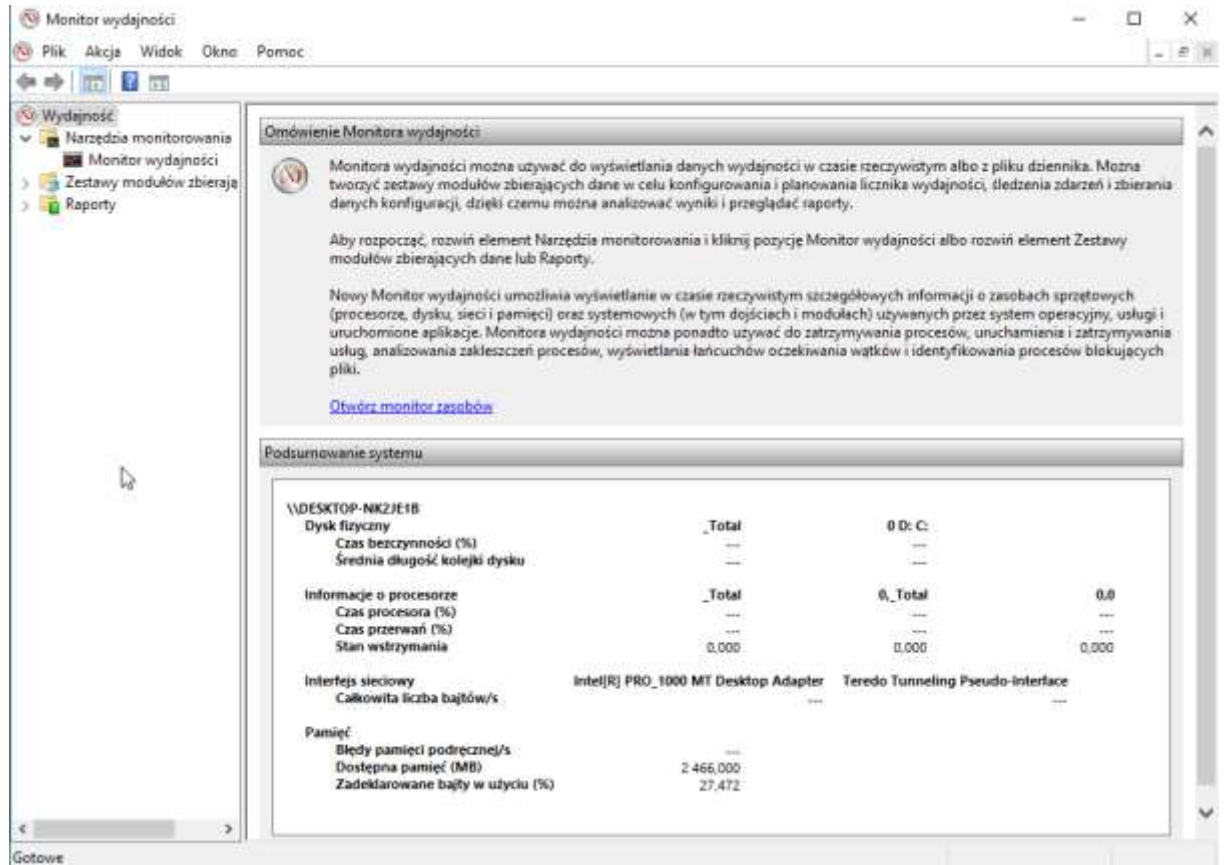 Monitor wydajności
Plik Akcja Widok Okno Pomoc
Wydajność
Narzędzia monitorowania
Monitor wydajności
Zestawy modułów zbieraja
Raporty
Omówienie Monitora wydajności
Monitora wydajności można używać do wyświetlania danych wydajności w czasie rzeczywistym albo z pliku dziennika. Można
tworzyć zestawy modułów zbierających dane w celu konfigurowania i planowania licznika wydajności, śledzenia zdarzeń i zbierania
danych konfiguracji, dzięki czemu można analizować wyniki i przeglądać raporty.
Aby rozpocząć, rozwiń element Narzędzia monitorowania i kliknij pozycję Monitor wydajności albo rozwiń element Zestawy
modułów zbierających dane lub Raporty.
Nowy Monitor wydajności umożliwia wyświetlanie w czasie rzeczywistym szczegółowych informacji o zasobach sprzętowych
(procesorze, dysku, sieci i pamięci) oraz systemowych (w tym dojściach i modułach) używanych przez system operacyjny, usługi i
uruchomione aplikacje. Monitora wydajności można ponadto używać do zatrzymywania procesów, uruchamiania i zatrzymywania
usług, analizowania zakleszczeń procesów, wyświetlania łańcuchów oczekiwania wątków i identyfikowania procesów blokujących
pliki.
Otwórz monitor zasobów
Podsumowanie systemu
\\DESKTOP-NK2JE1B
Dysk fizyczny _Total 0 D: C:
Czas bezczynności (%) --- ---
Średnia długość kolejki dysku --- ---
Informacje o procesorze _Total 0,_Total 0.0
Czas procesora (%) --- --- ---
Czas przerwań (%) --- --- ---
Stan wstrzymania 0,000 0,000 0,000
Interfejs sieciowy Intel[R] PRO_1000 MT Desktop Adapter Teredo Tunneling Pseudo-Interface
Całkowita liczba bajtów/s --- ---
Pamięć
Błędy pamięci podręcznej/s ---
Dostępna pamięć (MB) 2 466,000
Zadeklarowane bajty w użyciu (%) 27,472
Gotowe